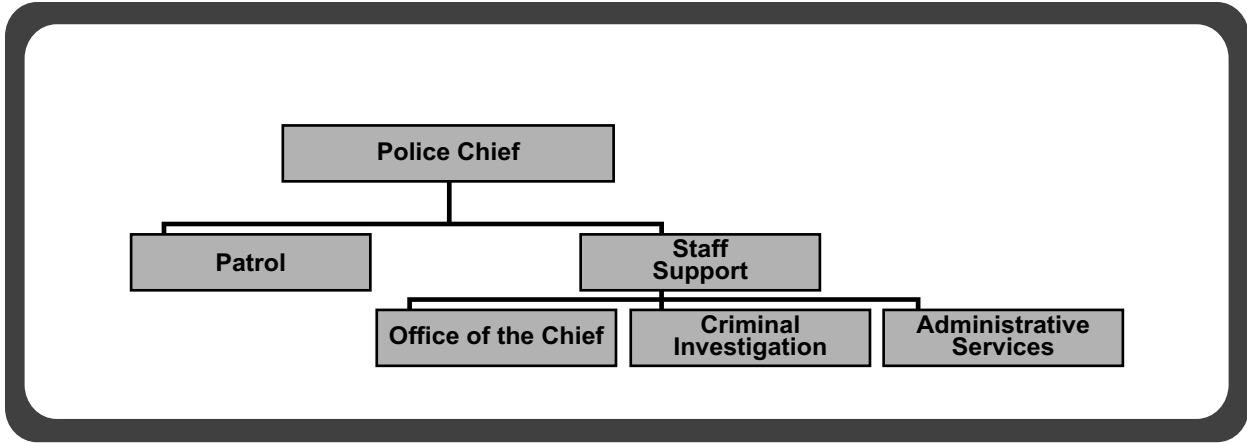 Police Chief
Patrol
Staff
Support
Office of the Chief
Criminal
Investigation
Administrative
Services